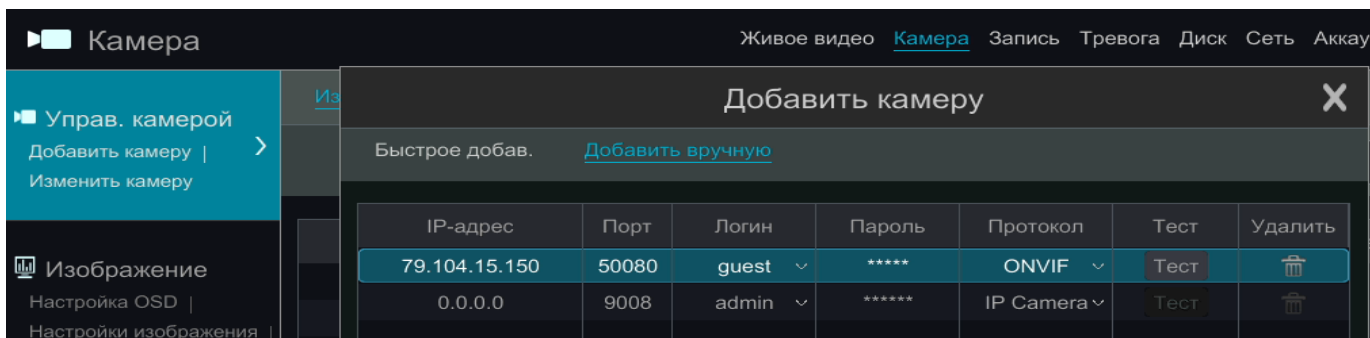 Камера
Живое видео Камера Запись Тревога Диск Сеть Аккау
Управ. камерой
Добавить камеру |
Изменить камеру
Из
Добавить камеру
Быстрое добав. Добавить вручную
IP-адрес Порт Логин Пароль Протокол Тест Удалить
79.104.15.150 50080 guest ***** ONVIF Тест
0.0.0.0 9008 admin ****** IP Camera Тест
Изображение
Настройка OSD |
Настройки изображения |